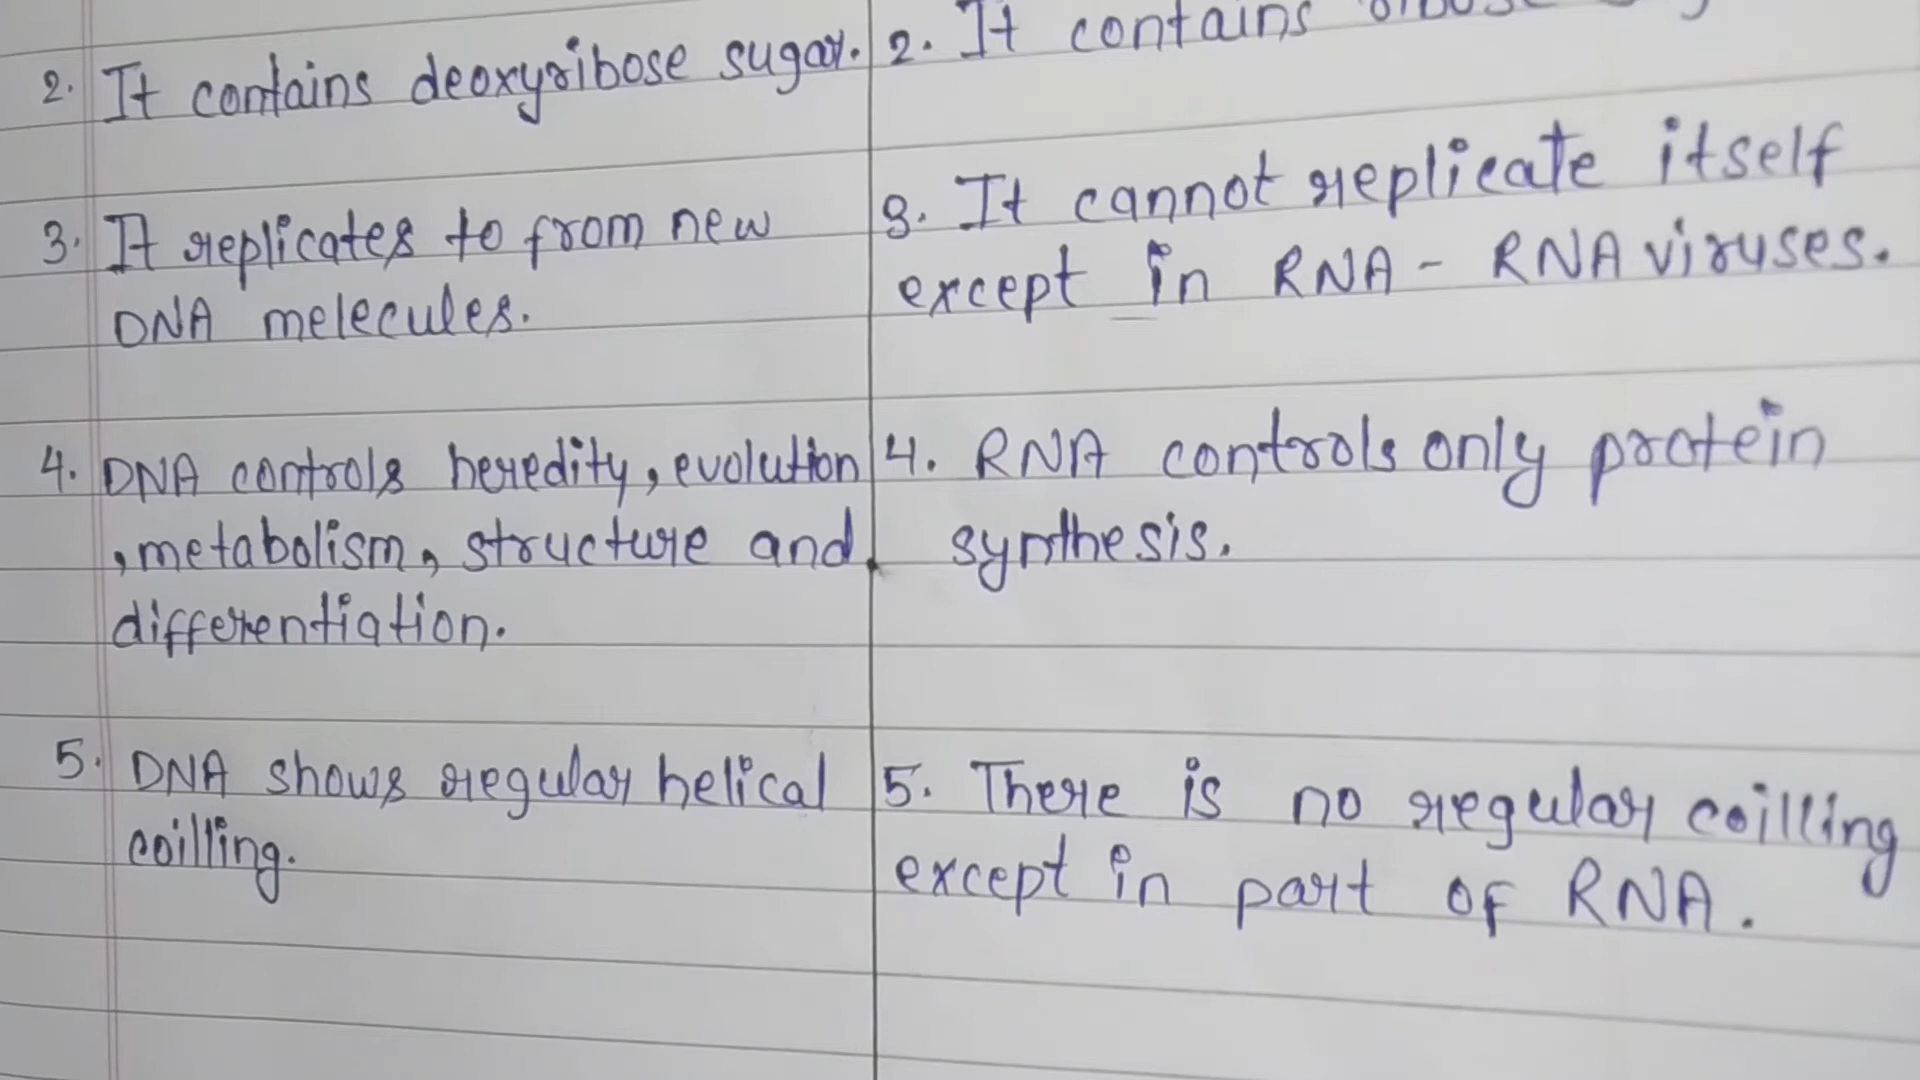 2. It contains deoxyribose sugar.
3. It replicates to from new
DNA melecules.
4. DNA controls heredity, evolution
, metabolism, structure and
differentiation.
5. DNA shows regular helical
coilling.
2. It contains
3. It cannot replicate itself
except in RNA - RNA viruses.
4. RNA controls only protein
synthesis.
5. There is no regular coilling
except in part of RNA.